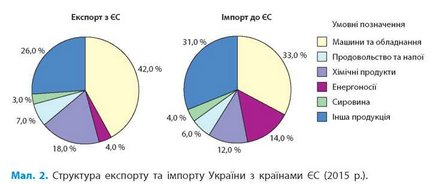 Експорт з ЄС
Імпорт до ЄС
Умовні позначення
26,0 %
42,0 %
3,0 %
7,0 %
18,0 %
4,0 %
31,0 %
33,0 %
4,0 %
6,0 %
12,0 %
14,0 %
Машини та обладнання
Продовольство та напої
Хімічні продукти
Енергоносії
Сировина
Інша продукція
Мал. 2. Структура експорту та імпорту України з країнами ЄС (2015 р.).